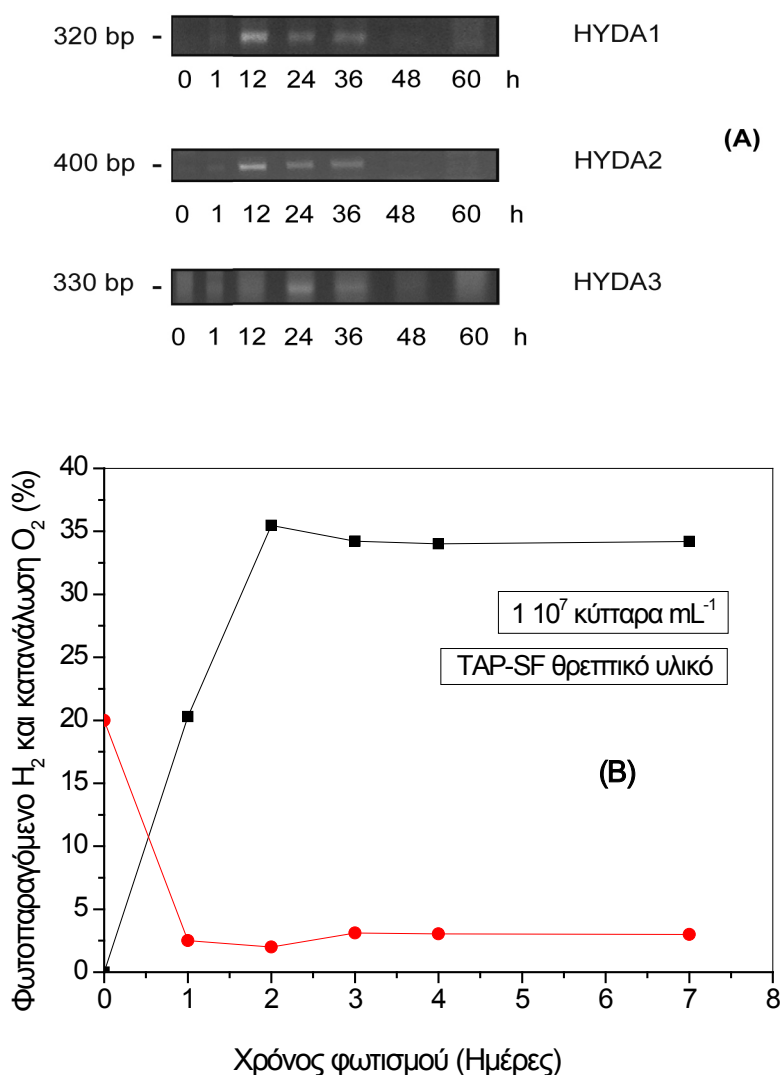 320 bp - HYDA1
0 1 12 24 36 48 60 h
(A)
400 bp - HYDA2
0 1 12 24 36 48 60 h
330 bp - HYDA3
0 1 12 24 36 48 60 h
Φωτοπαραγόμενο H₂ και κατανάλωση O₂ (%)
40
35
30
25
20
15
10
5
0
1 10⁷ κύτταρα mL⁻¹
TAP-SF θρεπτικό υλικό
(B)
0 1 2 3 4 5 6 7 8
Χρόνος φωτισμού (Ημέρες)